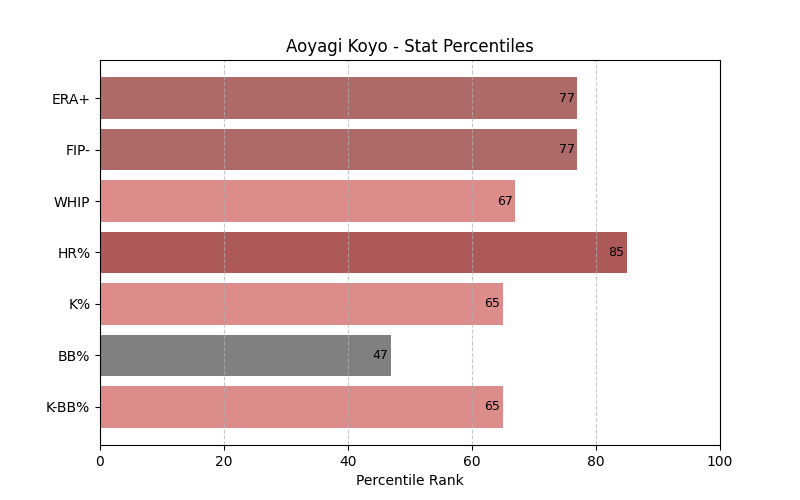 Aoyagi Koyo - Stat Percentiles
ERA+ 77
FIP- 77
WHIP 67
HR% 85
K% 65
BB% 47
K-BB% 65
0 20 40 60 80 100
Percentile Rank